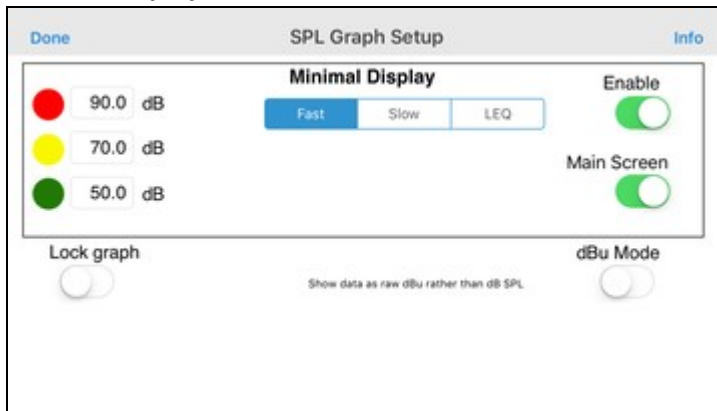 Done SPL Graph Setup Info
Minimal Display
Enable
90.0 dB
Fast Slow LEQ
70.0 dB
Main Screen
50.0 dB
Lock graph
dBu Mode
Show data as raw dBu rather than dB SPL